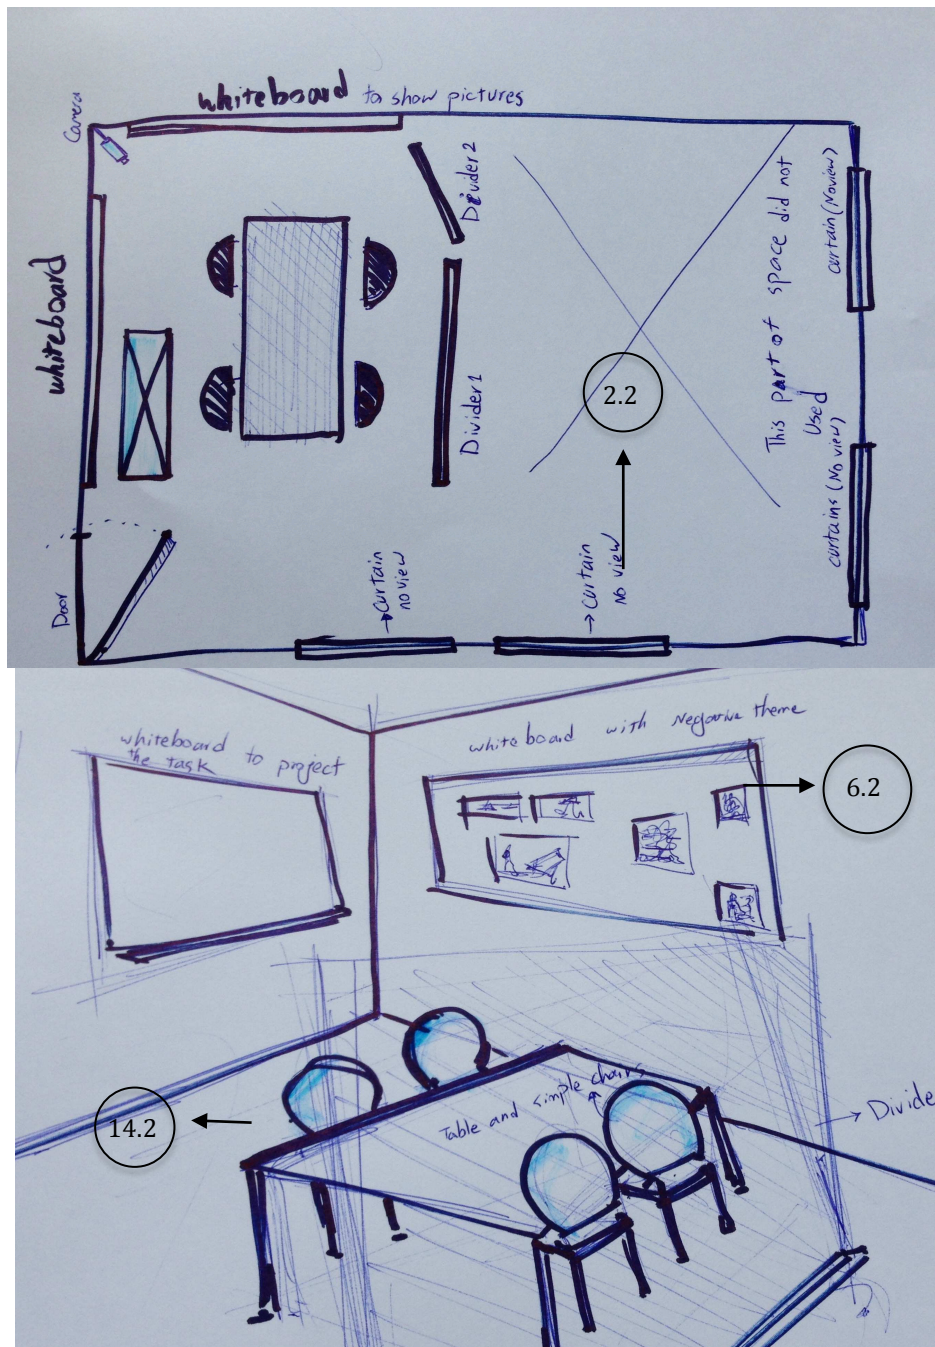 whiteboard to show pictures
Camera
whiteboard
Door
Divider 2
Divider 1
This part of space did not
Used
curtain (No view)
curtains (No view)
2.2
→ Curtain
no view
→ Curtain
No view
whiteboard to project
the task
white board with Negative theme
6.2
14.2
Table and simple chairs
→ Divide